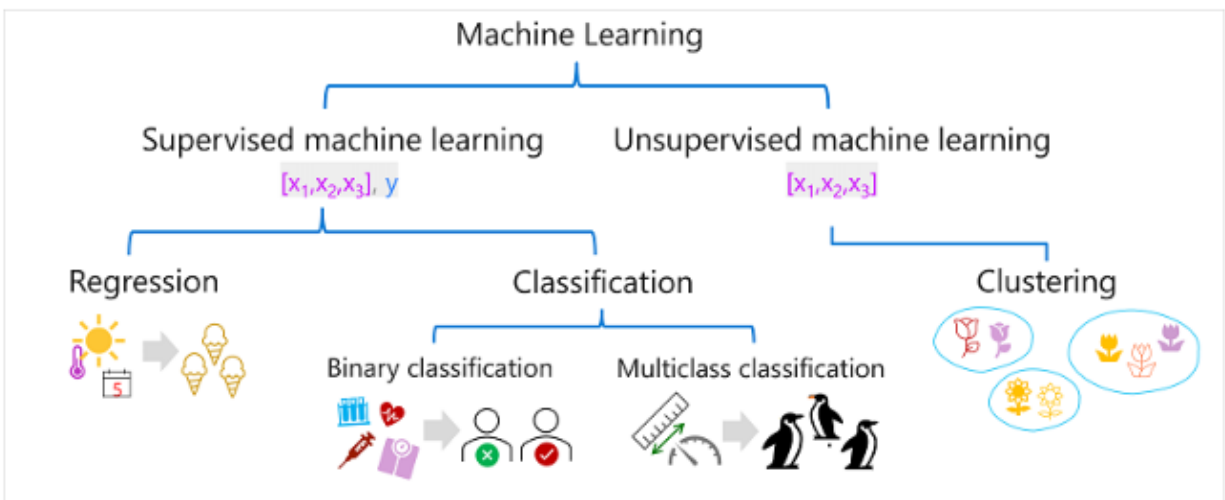 Machine Learning
Supervised machine learning
Unsupervised machine learning
[x₁,x₂,x₃], y
[x₁,x₂,x₃]
Regression
Classification
Clustering
5
Binary classification
Multiclass classification